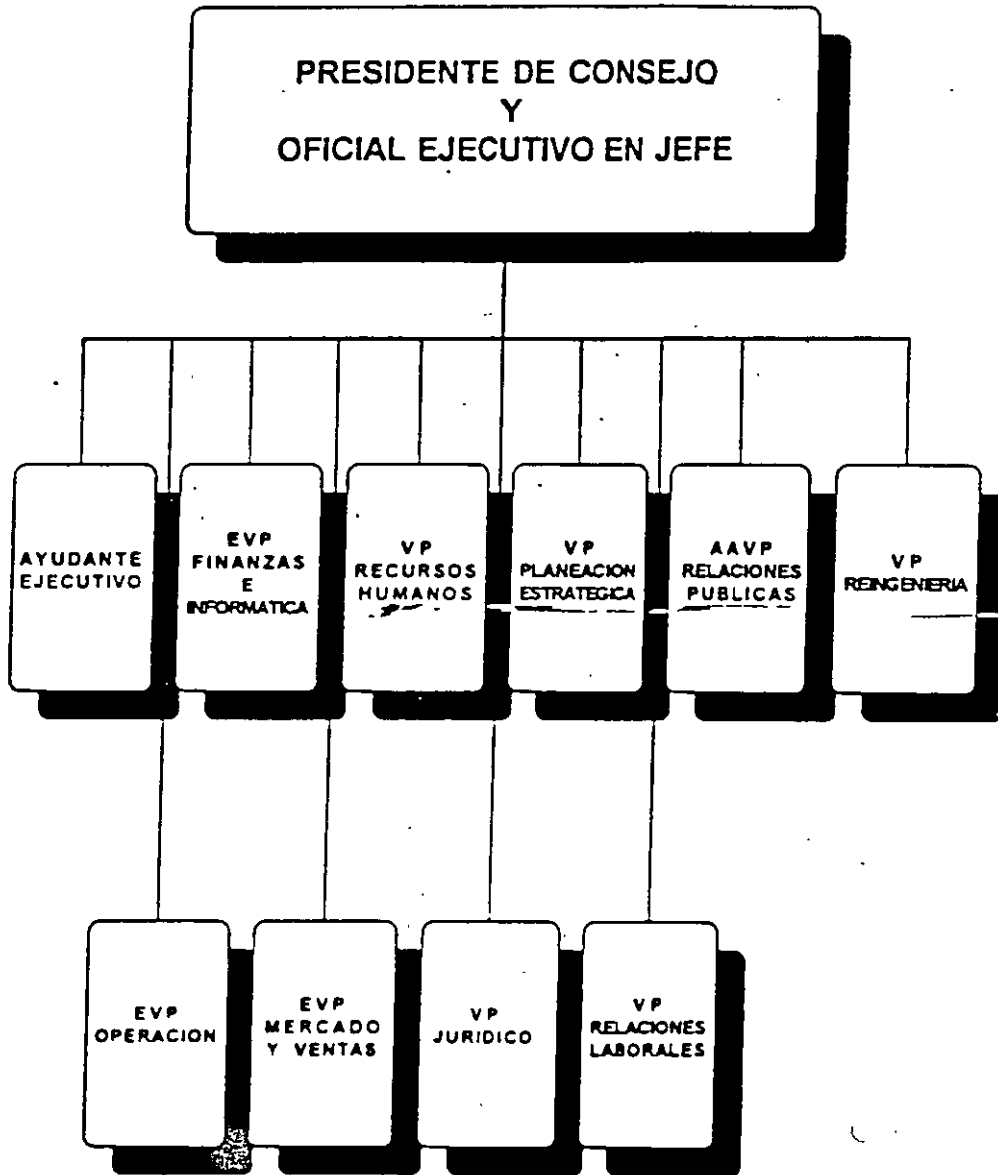 PRESIDENTE DE CONSEJO
Y
OFICIAL EJECUTIVO EN JEFE
AYUDANTE
EJECUTIVO
EVP
FINANZAS
E
INFORMATICA
VP
RECURSOS
HUMANOS
VP
PLANEACION
ESTRATEGICA
AAVP
RELACIONES
PUBLICAS
VP
REINGENIERIA
EVP
OPERACION
EVP
MERCADO
Y VENTAS
VP
JURIDICO
VP
RELACIONES
LABORALES